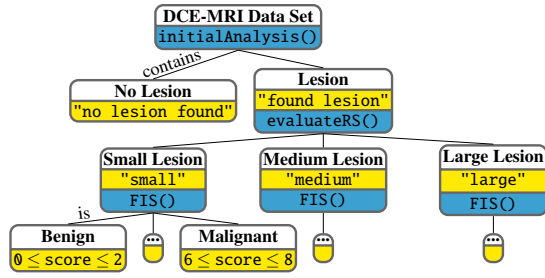 DCE-MRI Data Set
initialAnalysis()
contains
No Lesion
"no lesion found"
Lesion
"found lesion"
evaluateRS()
Small Lesion
"small"
FIS()
Medium Lesion
"medium"
FIS()
Large Lesion
"large"
FIS()
is
Benign
0 ≤ score ≤ 2
...
Malignant
6 ≤ score ≤ 8
...
...